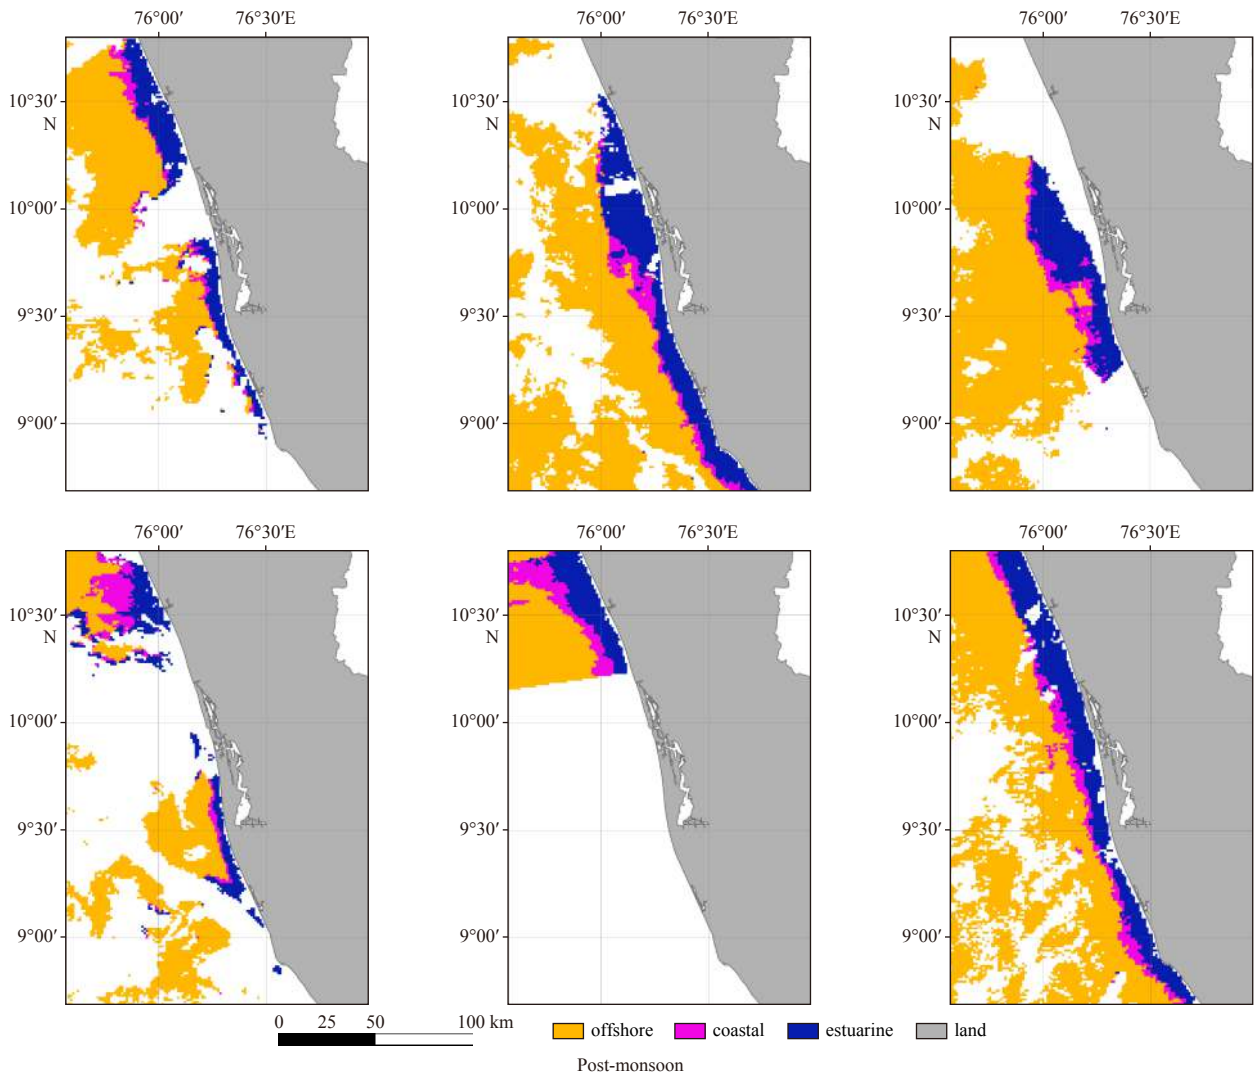 76°00′ 76°30′E 76°00′ 76°30′E 76°00′ 76°30′E
10°30′ 10°30′ 10°30′
N N N
10°00′ 10°00′ 10°00′
9°30′ 9°30′ 9°30′
9°00′ 9°00′ 9°00′
76°00′ 76°30′E 76°00′ 76°30′E 76°00′ 76°30′E
10°30′ 10°30′ 10°30′
N N N
10°00′ 10°00′ 10°00′
9°30′ 9°30′ 9°30′
9°00′ 9°00′ 9°00′
0 25 50 100 km
offshore coastal estuarine land
Post-monsoon